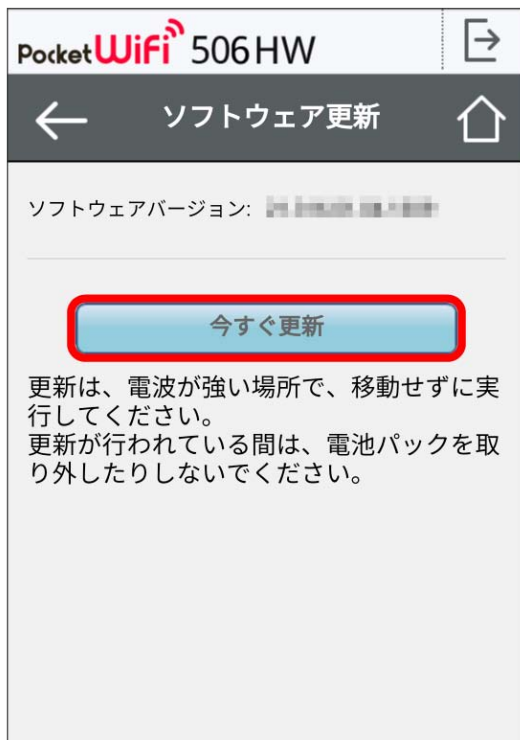 Pocket WiFi 506HW
ソフトウェア更新
ソフトウェアバージョン:
今すぐ更新
更新は、電波が強い場所で、移動せずに実
行してください。
更新が行われている間は、電池パックを取
り外したりしないでください。